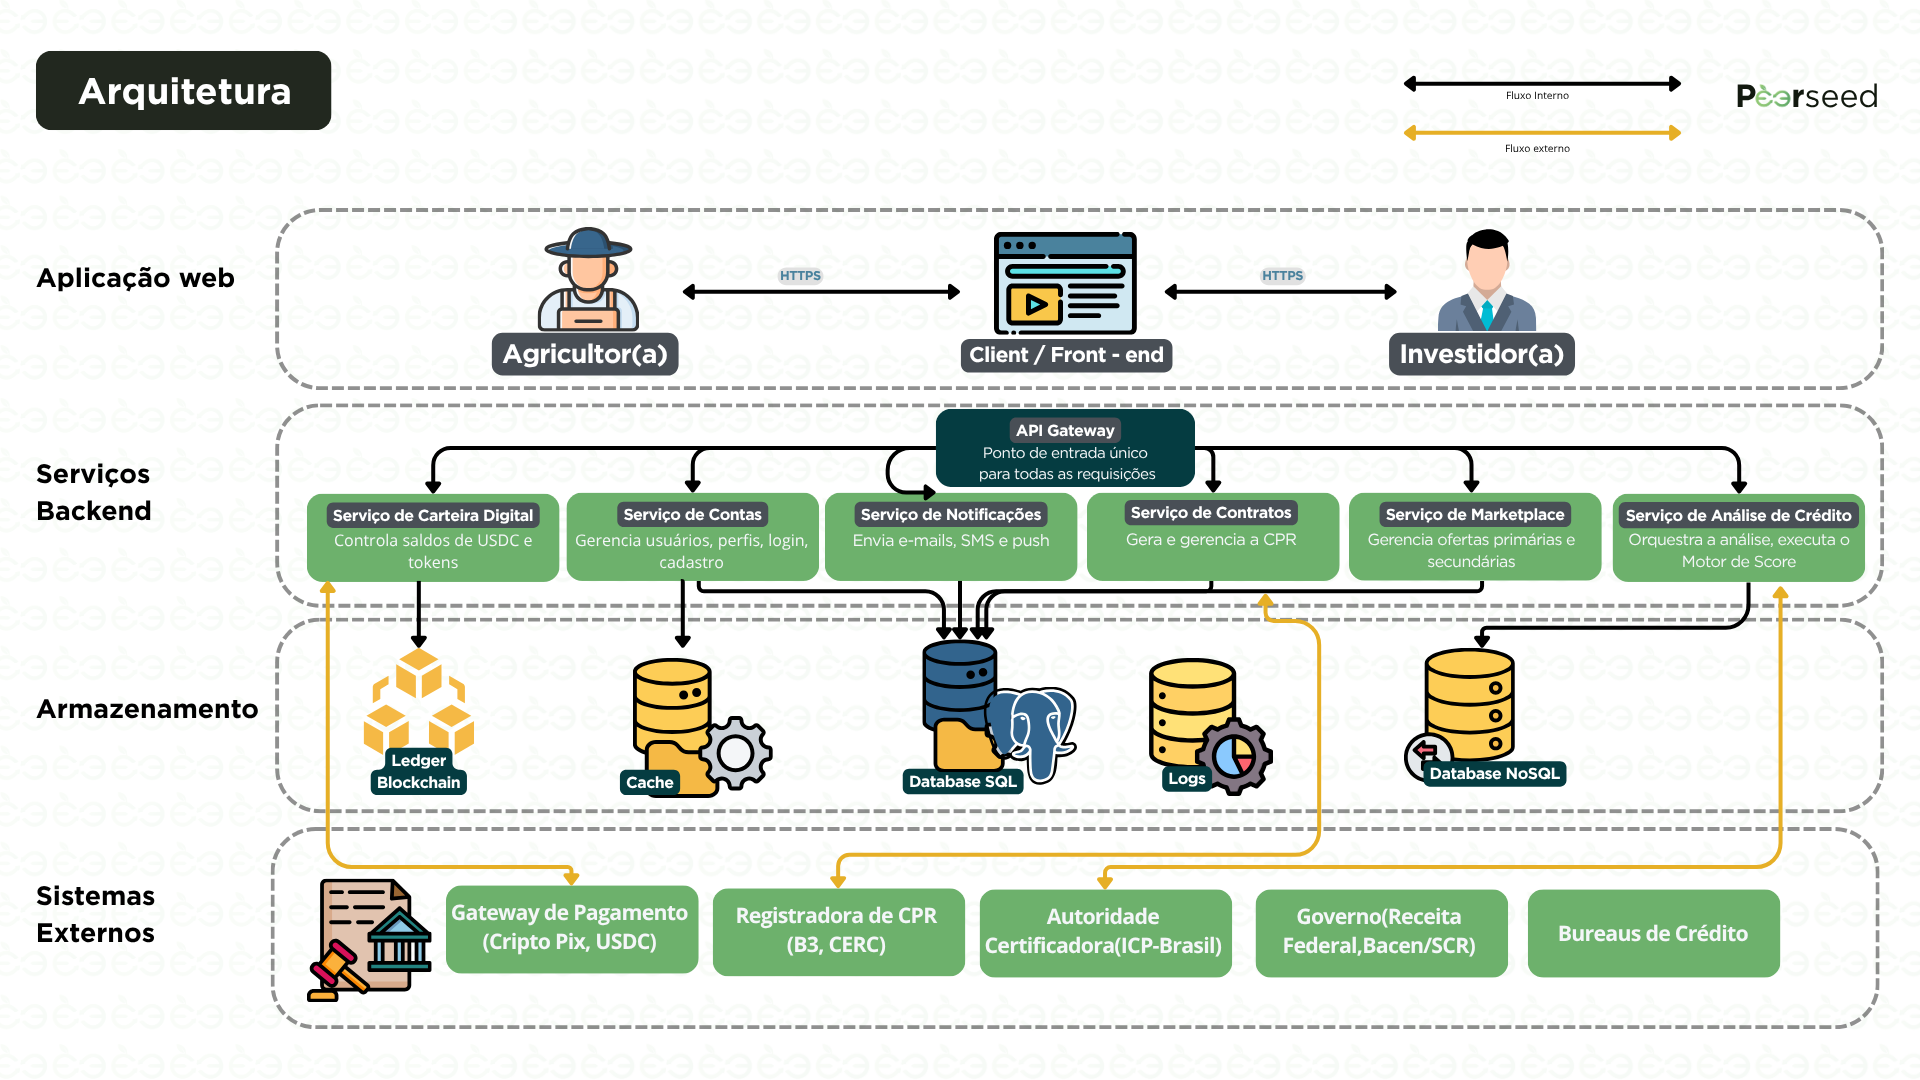 Arquitetura
Fluxo Interno
Fluxo externo
Peerseed
Aplicação web
HTTPS
HTTPS
Agricultor(a)
Client / Front - end
Investidor(a)
Serviços
Backend
API Gateway
Ponto de entrada único
para todas as requisições
Serviço de Carteira Digital
Controla saldos de USDC e
tokens
Serviço de Contas
Gerencia usuários, perfis, login,
cadastro
Serviço de Notificações
Envia e-mails, SMS e push
Serviço de Contratos
Gera e gerencia a CPR
Serviço de Marketplace
Gerencia ofertas primárias e
secundárias
Serviço de Análise de Crédito
Orquestra a análise, executa o
Motor de Score
Armazenamento
Ledger
Blockchain
Cache
Database SQL
Logs
Database NoSQL
Sistemas
Externos
Gateway de Pagamento
(Cripto Pix, USDC)
Registradora de CPR
(B3, CERC)
Autoridade
Certificadora(ICP-Brasil)
Governo(Receita
Federal,Bacen/SCR)
Bureaus de Crédito